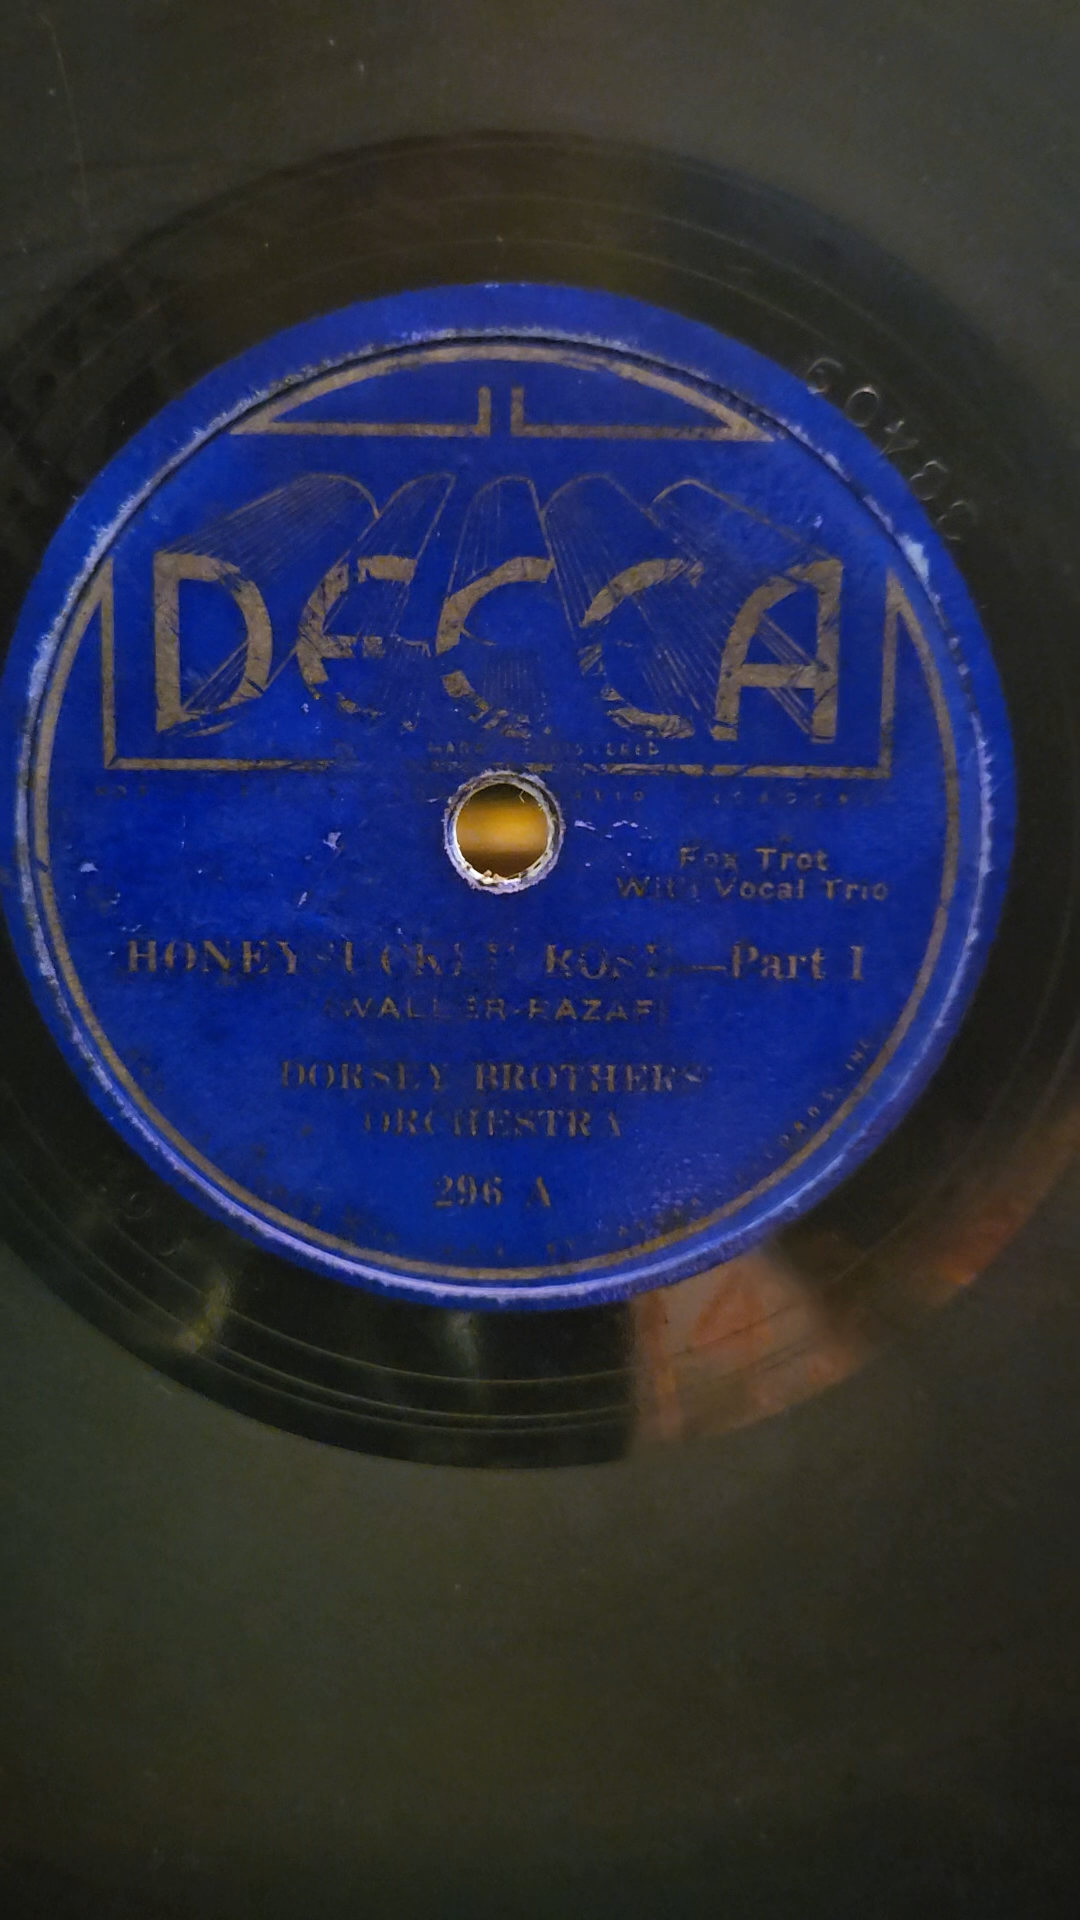 DECCA
Fox Trot
With Vocal Trio
HONEYSUCKLE ROSE—Part 1
(WALLER-RAZAF)
DORSEY BROTHERS
ORCHESTRA
296 A